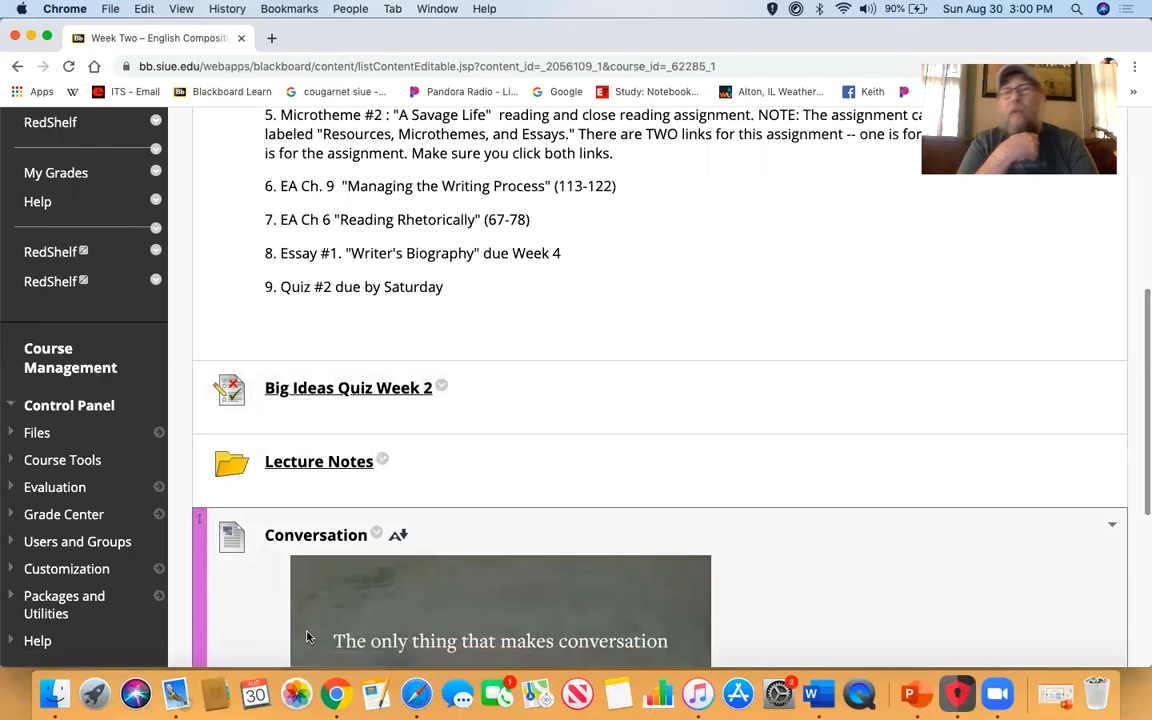 Chrome File Edit View History Bookmarks People Tab Window Help 90% Sun Aug 30 3:00 PM
Bb Week Two – English Compositi
bb.siue.edu/webapps/blackboard/content/listContentEditable.jsp?content_id=_2056109_1&course_id=_62285_1
Apps W ITS - Email Bb Blackboard Learn cougarnet siue -... Pandora Radio - Li... Google Study: Notebook... Alton, IL Weather... Keith »
RedShelf
My Grades
Help
RedShelf
RedShelf
Course
Management
Control Panel
Files
Course Tools
Evaluation
Grade Center
Users and Groups
Customization
Packages and
Utilities
Help
5. Microtheme #2 : "A Savage Life" reading and close reading assignment. NOTE: The assignment ca
labeled "Resources, Microthemes, and Essays." There are TWO links for this assignment -- one is for
is for the assignment. Make sure you click both links.
6. EA Ch. 9 "Managing the Writing Process" (113-122)
7. EA Ch 6 "Reading Rhetorically" (67-78)
8. Essay #1. "Writer's Biography" due Week 4
9. Quiz #2 due by Saturday
Big Ideas Quiz Week 2
Lecture Notes
Conversation
The only thing that makes conversation
AUG
30
1
2